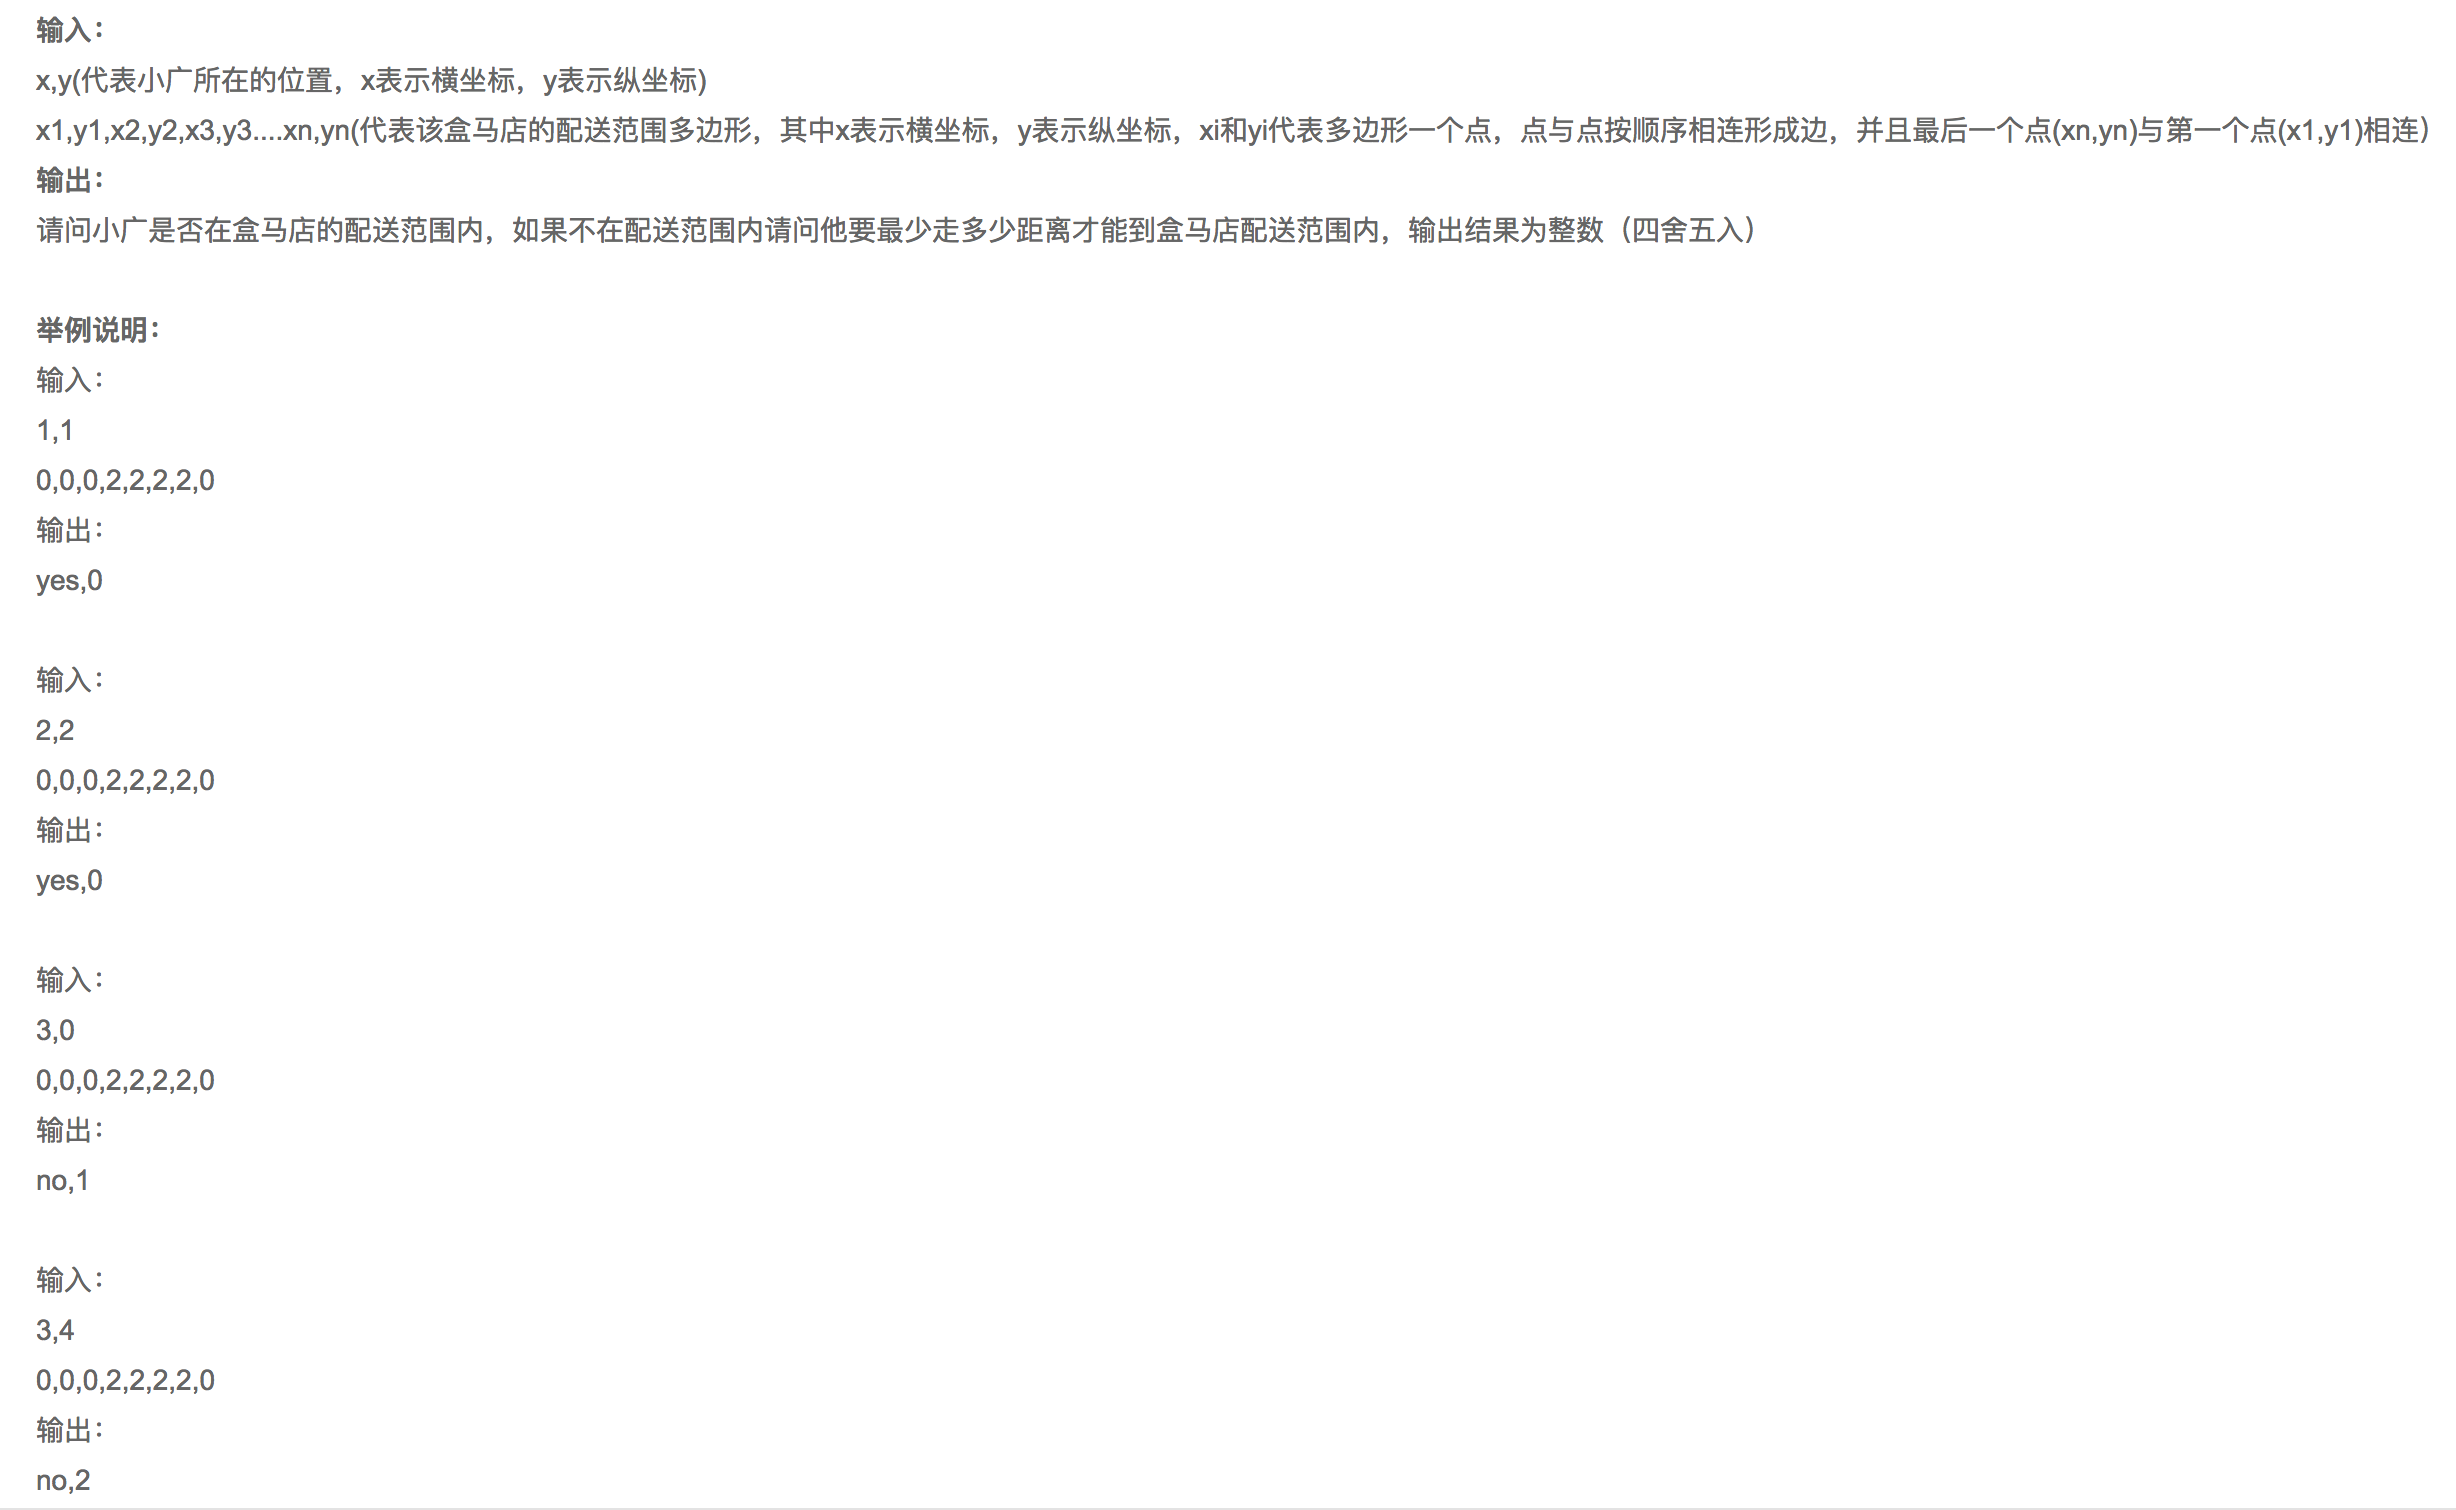 输入：
x,y(代表小广所在的位置，x表示横坐标，y表示纵坐标)
x1,y1,x2,y2,x3,y3....xn,yn(代表该盒马店的配送范围多边形，其中x表示横坐标，y表示纵坐标，xi和yi代表多边形一个点，点与点按顺序相连形成边，并且最后一个点(xn,yn)与第一个点(x1,y1)相连）
输出：
请问小广是否在盒马店的配送范围内，如果不在配送范围内请问他要最少走多少距离才能到盒马店配送范围内，输出结果为整数（四舍五入）
举例说明：
输入：
1,1
0,0,0,2,2,2,2,0
输出：
yes,0
输入：
2,2
0,0,0,2,2,2,2,0
输出：
yes,0
输入：
3,0
0,0,0,2,2,2,2,0
输出：
no,1
输入：
3,4
0,0,0,2,2,2,2,0
输出：
no,2